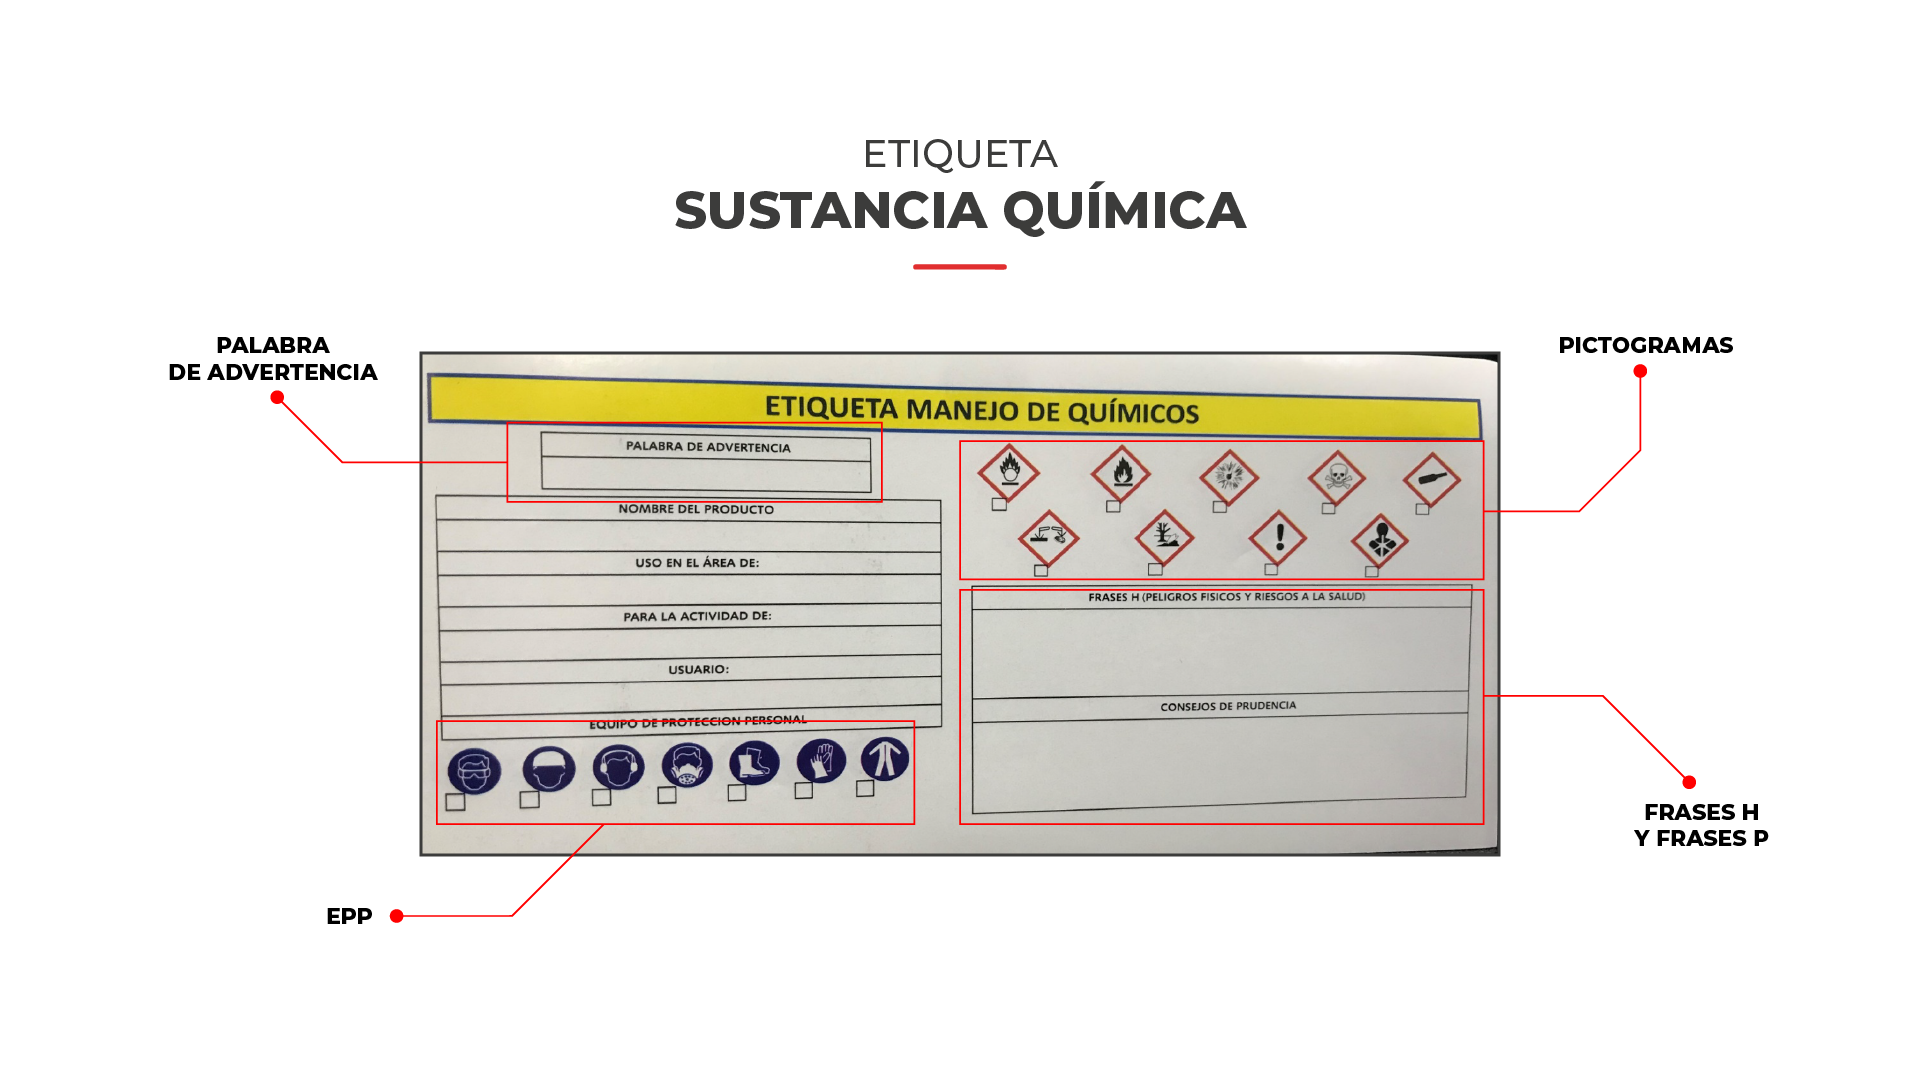 ETIQUETA
SUSTANCIA QUÍMICA
PALABRA
DE ADVERTENCIA
PICTOGRAMAS
ETIQUETA MANEJO DE QUÍMICOS
PALABRA DE ADVERTENCIA
NOMBRE DEL PRODUCTO
USO EN EL ÁREA DE:
PARA LA ACTIVIDAD DE:
USUARIO:
EQUIPO DE PROTECCION PERSONAL
FRASES H (PELIGROS FISICOS Y RIESGOS A LA SALUD)
CONSEJOS DE PRUDENCIA
FRASES H
Y FRASES P
EPP